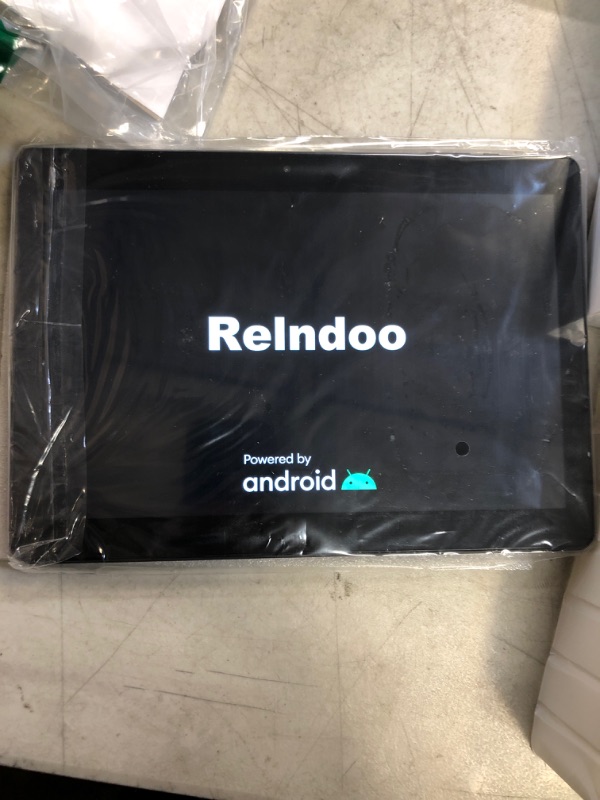 ReIndoo
Powered by
android